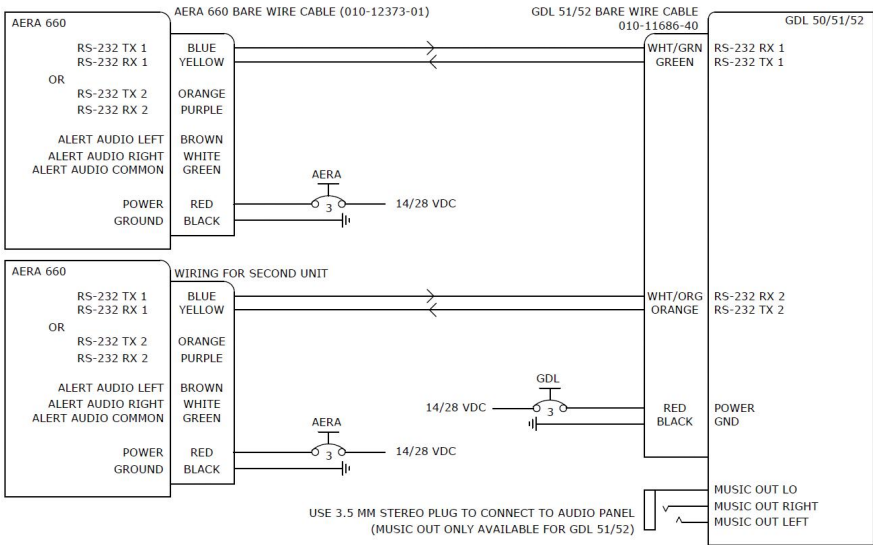 AERA 660 BARE WIRE CABLE (010-12373-01)
GDL 51/52 BARE WIRE CABLE
010-11686-40
GDL 50/51/52
AERA 660
RS-232 TX 1 BLUE
RS-232 RX 1 YELLOW
OR
RS-232 TX 2 ORANGE
RS-232 RX 2 PURPLE
ALERT AUDIO LEFT BROWN
ALERT AUDIO RIGHT WHITE
ALERT AUDIO COMMON GREEN
POWER RED
GROUND BLACK
AERA
3
14/28 VDC
WHT/GRN RS-232 RX 1
GREEN RS-232 TX 1
AERA 660
WIRING FOR SECOND UNIT
RS-232 TX 1 BLUE
RS-232 RX 1 YELLOW
OR
RS-232 TX 2 ORANGE
RS-232 RX 2 PURPLE
ALERT AUDIO LEFT BROWN
ALERT AUDIO RIGHT WHITE
ALERT AUDIO COMMON GREEN
POWER RED
GROUND BLACK
AERA
3
14/28 VDC
WHT/ORG RS-232 RX 2
ORANGE RS-232 TX 2
GDL
14/28 VDC
3
RED POWER
BLACK GND
MUSIC OUT LO
MUSIC OUT RIGHT
MUSIC OUT LEFT
USE 3.5 MM STEREO PLUG TO CONNECT TO AUDIO PANEL
(MUSIC OUT ONLY AVAILABLE FOR GDL 51/52)